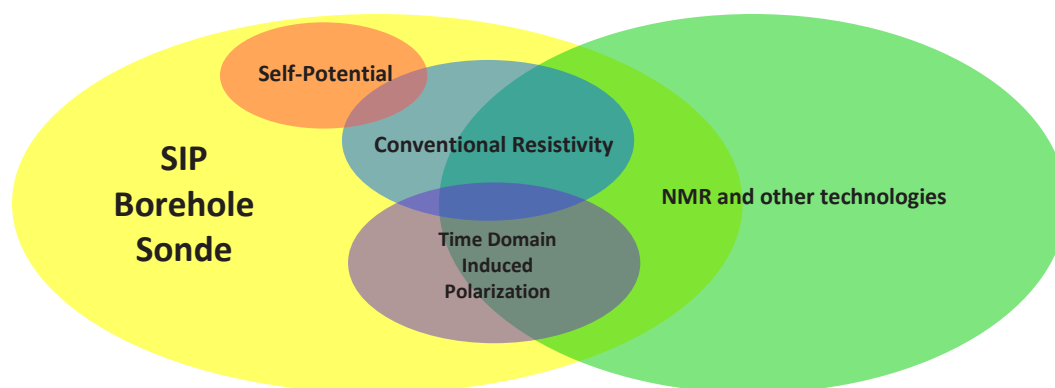 Self-Potential
SIP
Borehole
Sonde
Conventional Resistivity
Time Domain
Induced
Polarization
NMR and other technologies